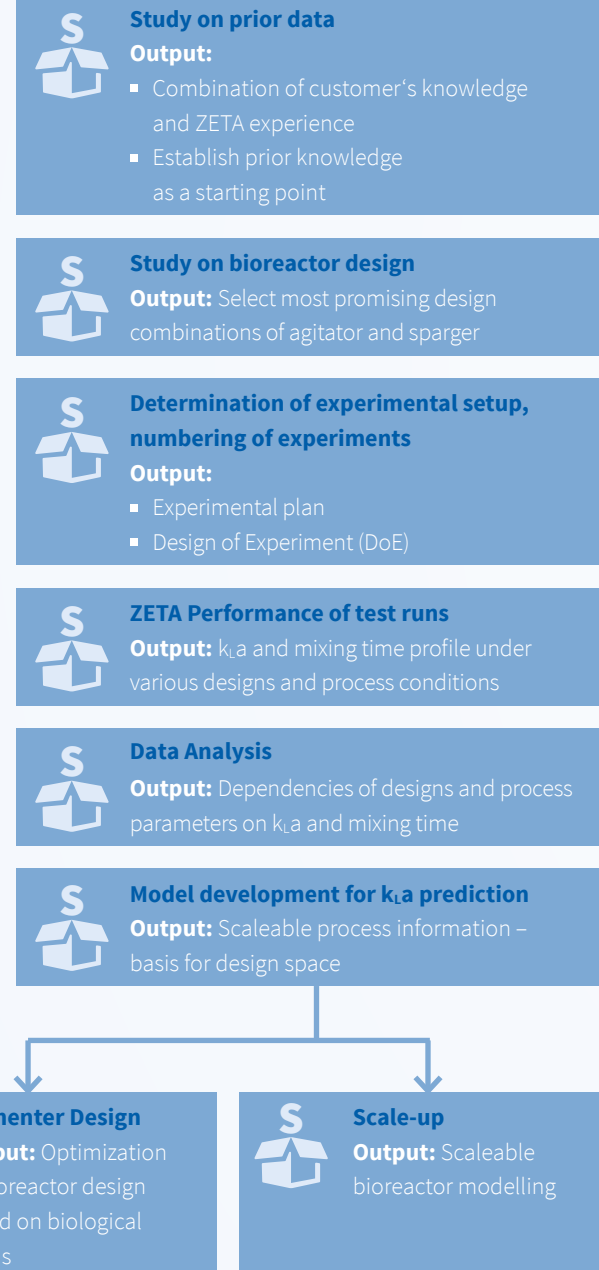 S
Study on prior data
Output:
▪ Combination of customer‘s knowledge
and ZETA experience
▪ Establish prior knowledge
as a starting point
S
Study on bioreactor design
Output: Select most promising design
combinations of agitator and sparger
S
Determination of experimental setup,
numbering of experiments
Output:
▪ Experimental plan
▪ Design of Experiment (DoE)
S
ZETA Performance of test runs
Output: kLa and mixing time profile under
various designs and process conditions
S
Data Analysis
Output: Dependencies of designs and process
parameters on kLa and mixing time
S
Model development for kLa prediction
Output: Scaleable process information –
basis for design space
Design
Optimization
design
on biological
S
Scale-up
Output: Scaleable
bioreactor modelling